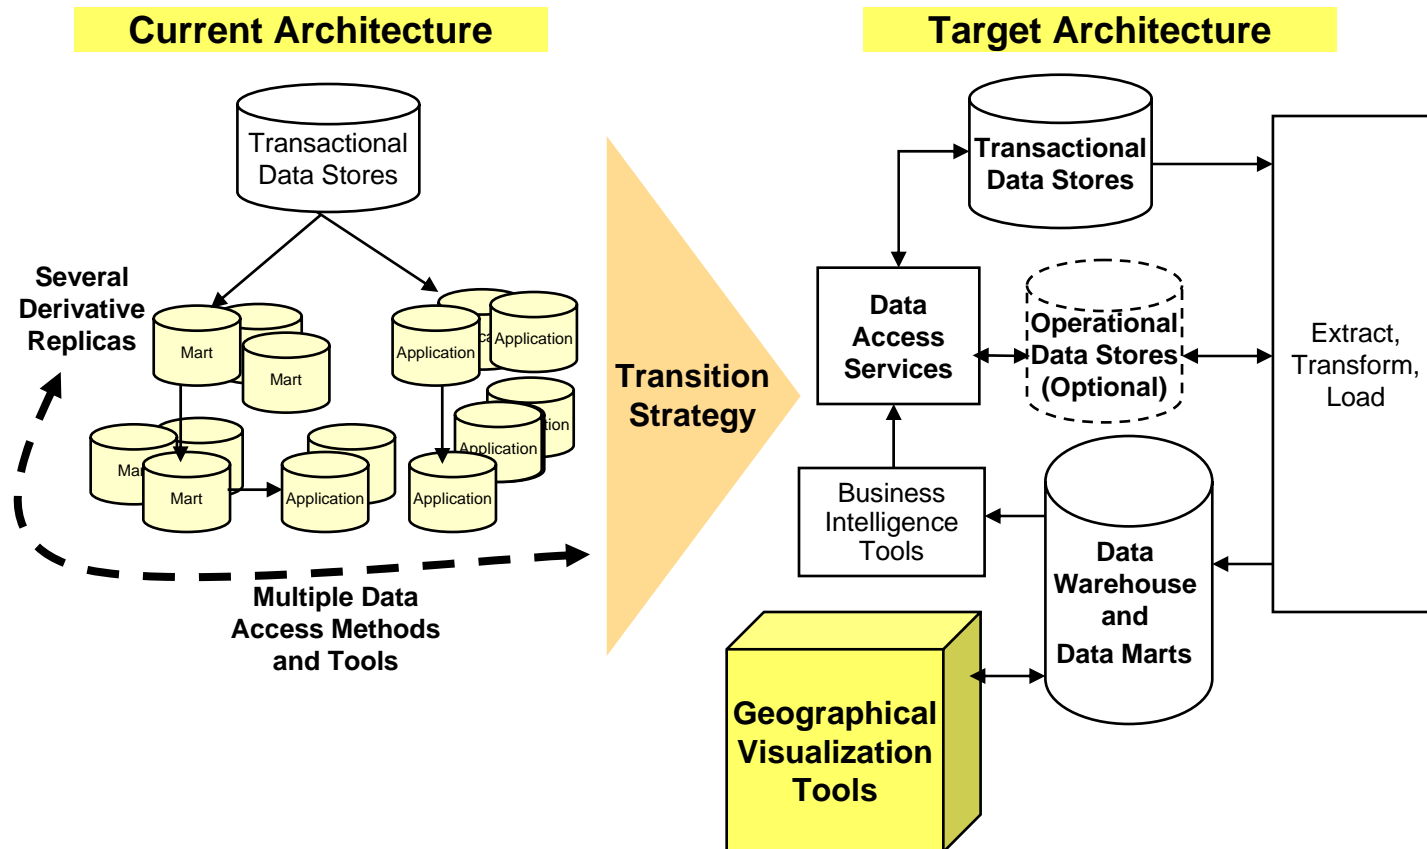 Current Architecture
Transactional
Data Stores
Several
Derivative
Replicas
Mart
Mart
Application
Application
Mart
Application
Application
Application
Multiple Data
Access Methods
and Tools
Transition
Strategy
Target Architecture
Transactional
Data Stores
Data
Access
Services
Operational
Data Stores
(Optional)
Extract,
Transform,
Load
Business
Intelligence
Tools
Data
Warehouse
and
Data Marts
Geographical
Visualization
Tools